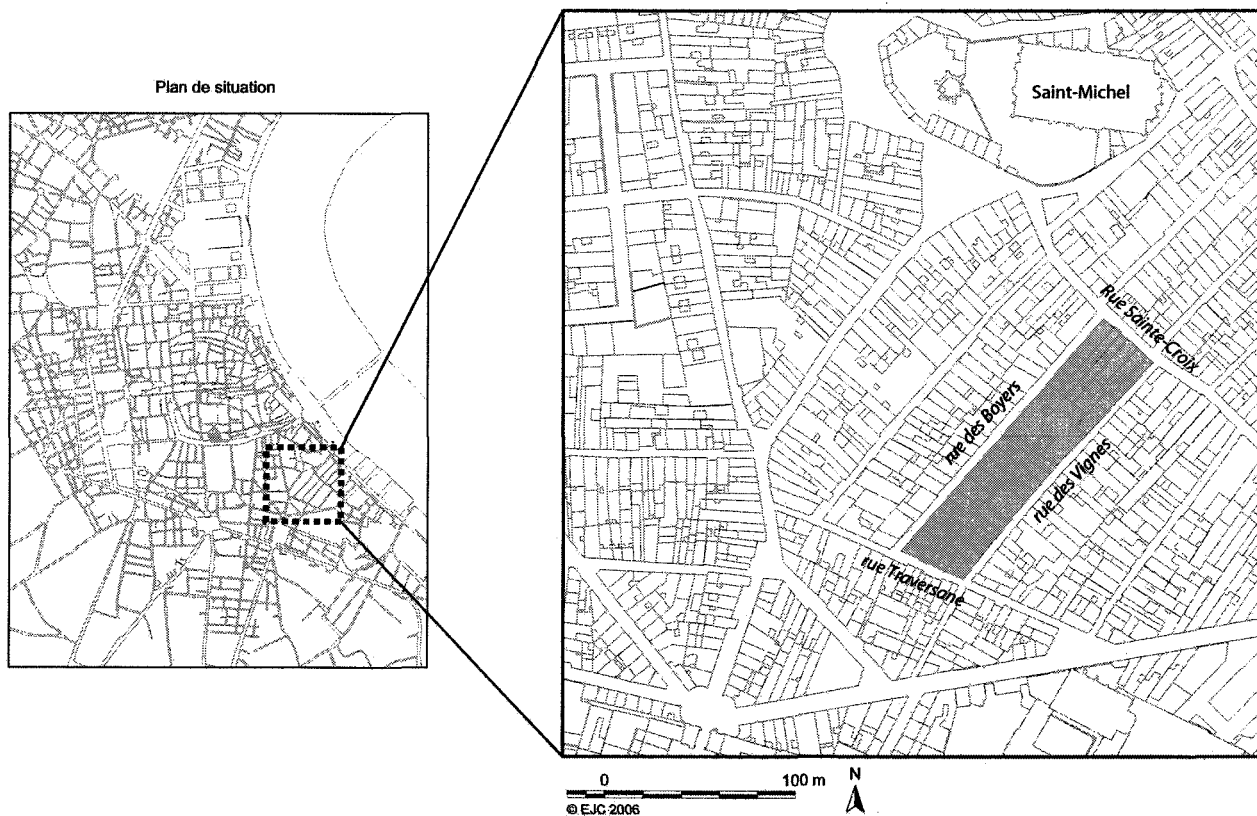 Plan de situation
Saint-Michel
Rue Sainte-Croix
rue des Boyers
rue des Vignes
rue Traversane
0 100 m
N
© EJC 2006